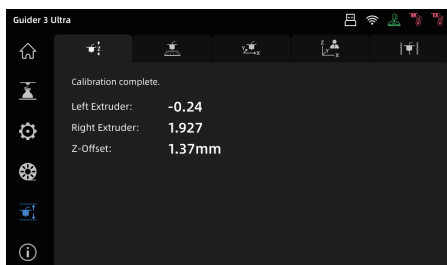 Guider 3 Ultra
Calibration complete.
Left Extruder: -0.24
Right Extruder: 1.927
Z-Offset: 1.37mm